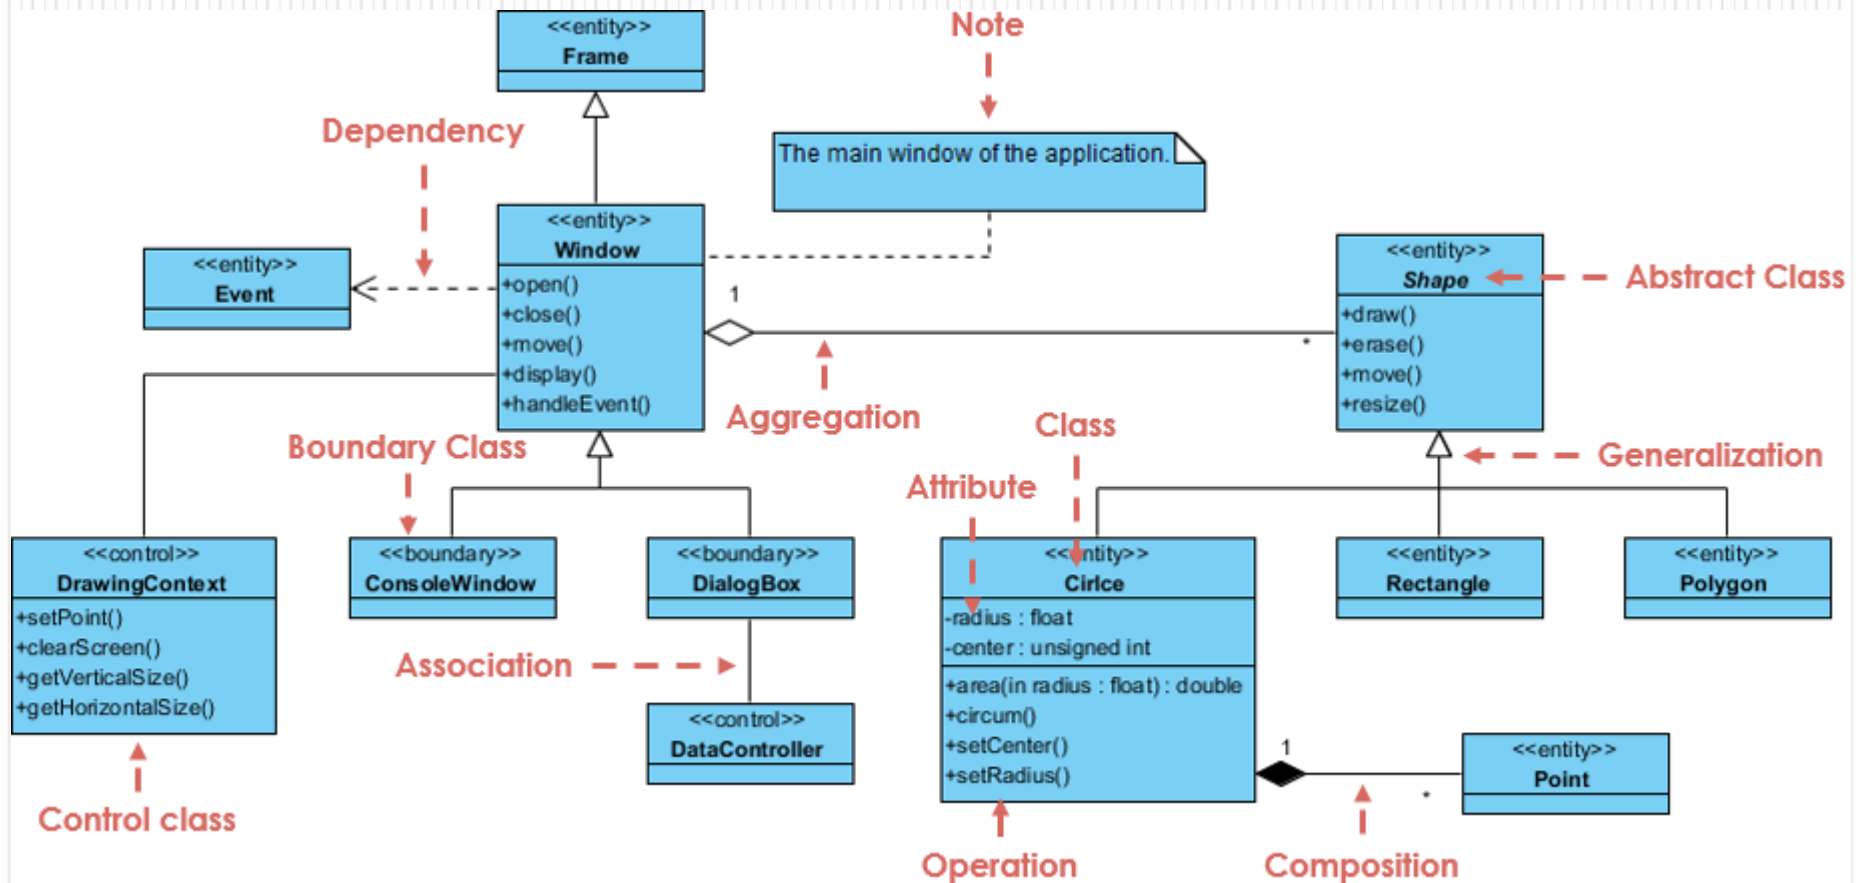 <<entity>>
Frame
Note
Dependency
The main window of the application.
<<entity>>
Window
+open()
+close()
+move()
+display()
+handleEvent()
<<entity>>
Event
1
*
Aggregation
<<entity>>
Shape
+draw()
+erase()
+move()
+resize()
Abstract Class
Generalization
Boundary Class
Class
Attribute
<<control>>
DrawingContext
+setPoint()
+clearScreen()
+getVerticalSize()
+getHorizontalSize()
Control class
<<boundary>>
ConsoleWindow
<<boundary>>
DialogBox
Association
<<control>>
DataController
<<entity>>
Cirlce
-radius : float
-center : unsigned int
+area(in radius : float) : double
+circum()
+setCenter()
+setRadius()
Operation
<<entity>>
Rectangle
<<entity>>
Polygon
1
*
Composition
<<entity>>
Point